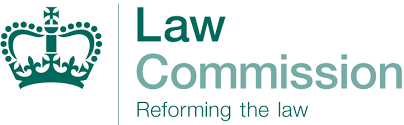 Law
Commission
Reforming the law